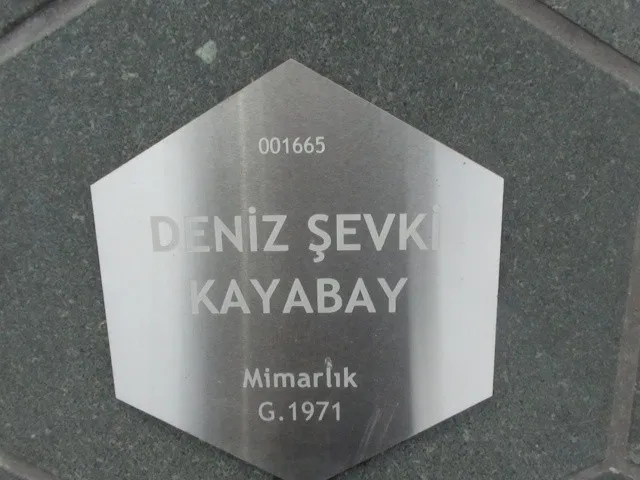 001665
DENİZ ŞEVKİ
KAYABAY
Mimarlık
G.1971